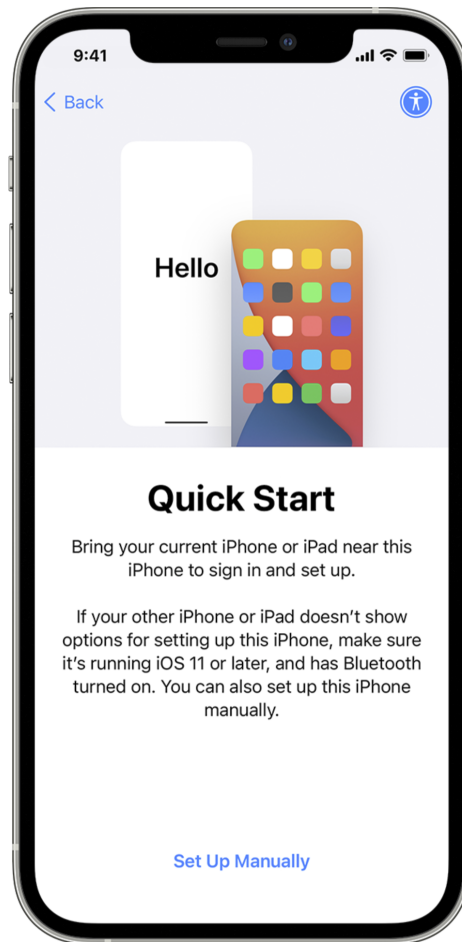 9:41
Back
Hello
Quick Start
Bring your current iPhone or iPad near this
iPhone to sign in and set up.
If your other iPhone or iPad doesn't show
options for setting up this iPhone, make sure
it's running iOS 11 or later, and has Bluetooth
turned on. You can also set up this iPhone
manually.
Set Up Manually